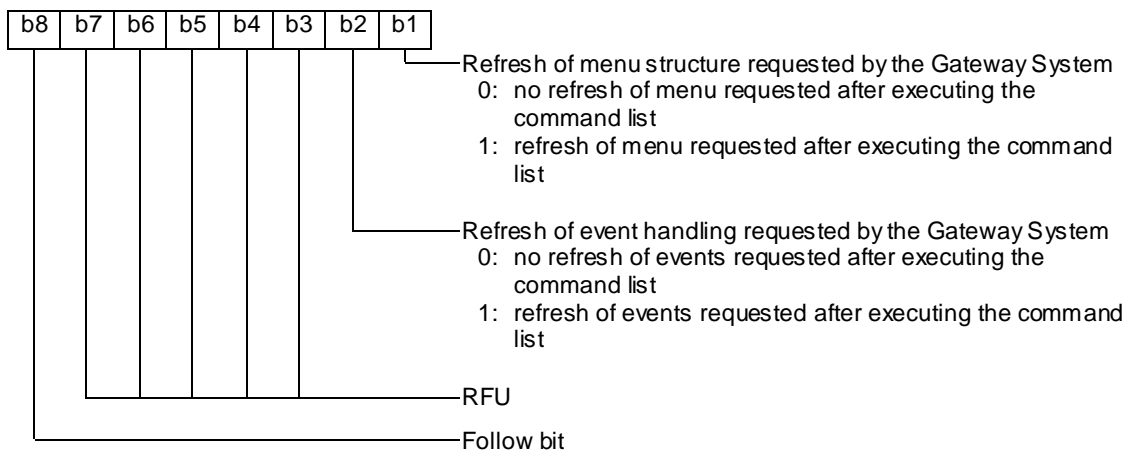 b8 b7 b6 b5 b4 b3 b2 b1
Refresh of menu structure requested by the Gateway System
0: no refresh of menu requested after executing the
command list
1: refresh of menu requested after executing the command
list
Refresh of event handling requested by the Gateway System
0: no refresh of events requested after executing the
command list
1: refresh of events requested after executing the command
list
RFU
Follow bit